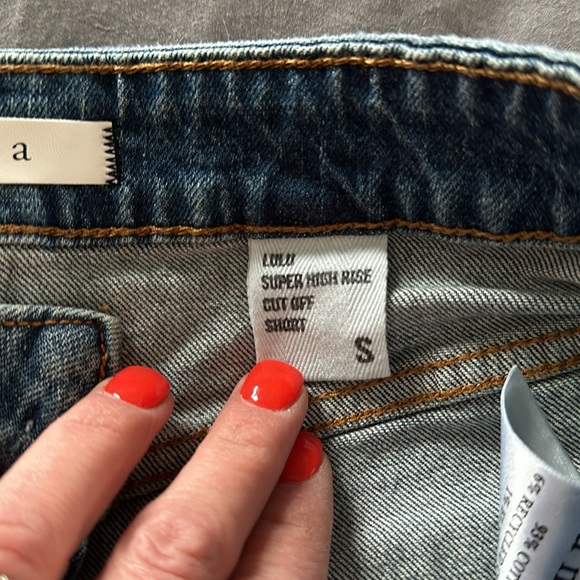 a
LULU
SUPER HIGH RISE
CUT OFF
SHORT
S